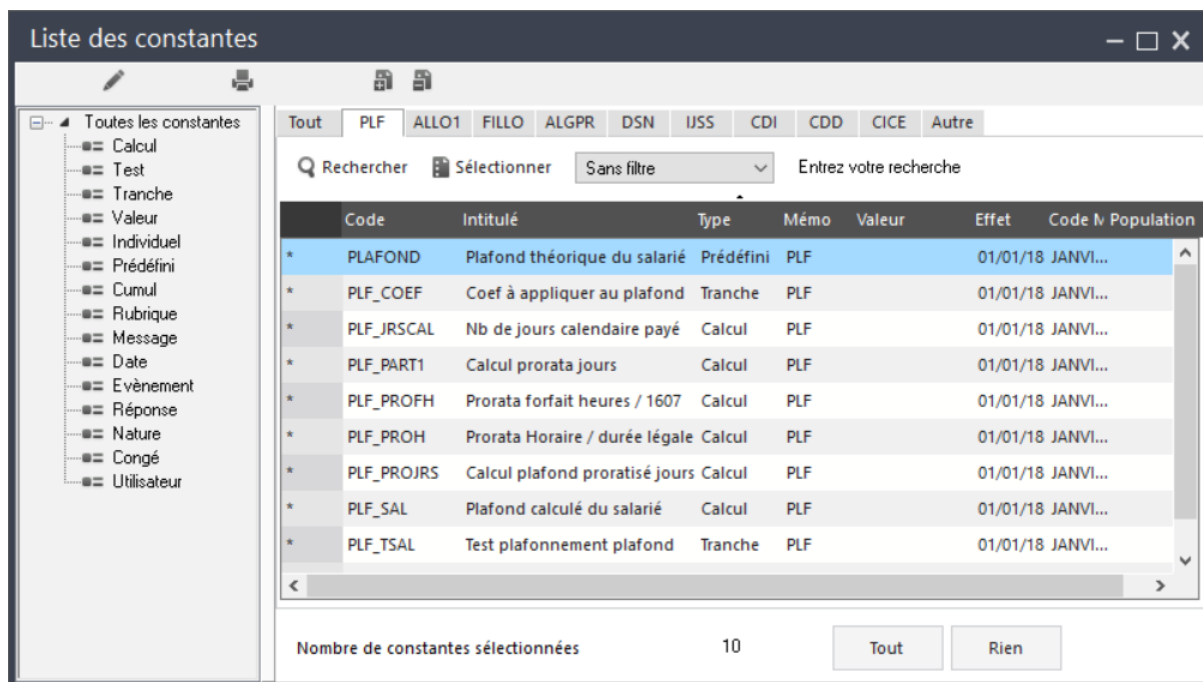 Liste des constantes
Toutes les constantes
Calcul
Test
Tranche
Valeur
Individuel
Prédéfini
Cumul
Rubrique
Message
Date
Evènement
Réponse
Nature
Congé
Utilisateur
Tout PLF ALLO1 FILLO ALGPR DSN IJSS CDI CDD CICE Autre
Rechercher Sélectionner Sans filtre Entrez votre recherche
Code Intitulé Type Mémo Valeur Effet Code M Population
* PLAFOND Plafond théorique du salarié Prédéfini PLF 01/01/18 JANVI...
* PLF_COEF Coef à appliquer au plafond Tranche PLF 01/01/18 JANVI...
* PLF_JRSCAL Nb de jours calendaire payé Calcul PLF 01/01/18 JANVI...
* PLF_PART1 Calcul prorata jours Calcul PLF 01/01/18 JANVI...
* PLF_PROFH Prorata forfait heures / 1607 Calcul PLF 01/01/18 JANVI...
* PLF_PROH Prorata Horaire / durée légale Calcul PLF 01/01/18 JANVI...
* PLF_PROJRS Calcul plafond proratisé jours Calcul PLF 01/01/18 JANVI...
* PLF_SAL Plafond calculé du salarié Calcul PLF 01/01/18 JANVI...
* PLF_TSAL Test plafonnement plafond Tranche PLF 01/01/18 JANVI...
Nombre de constantes sélectionnées 10 Tout Rien